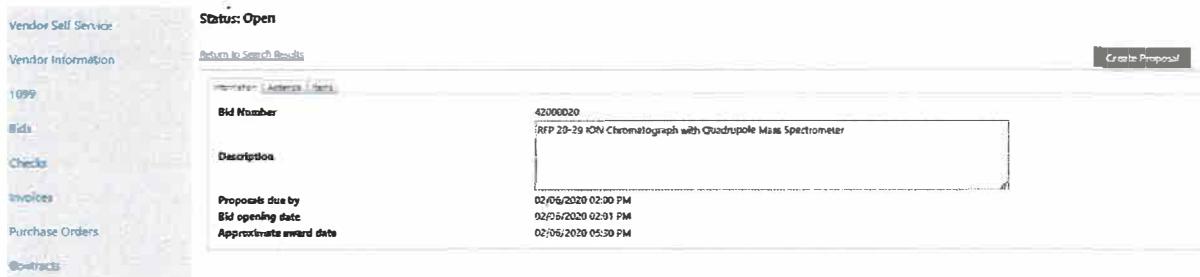 Vendor Self Service
Vendor Information
1099
Bids
Checks
Invoices
Purchase Orders
Contracts
Status: Open
Return to Search Results
Create Proposal
Information
Bid Number 42000020
Description RFP 20-29 ION Chromatograph with Quadrupole Mass Spectrometer
Proposals due by 02/06/2020 02:00 PM
Bid opening date 02/06/2020 02:01 PM
Approximate award date 02/06/2020 05:30 PM